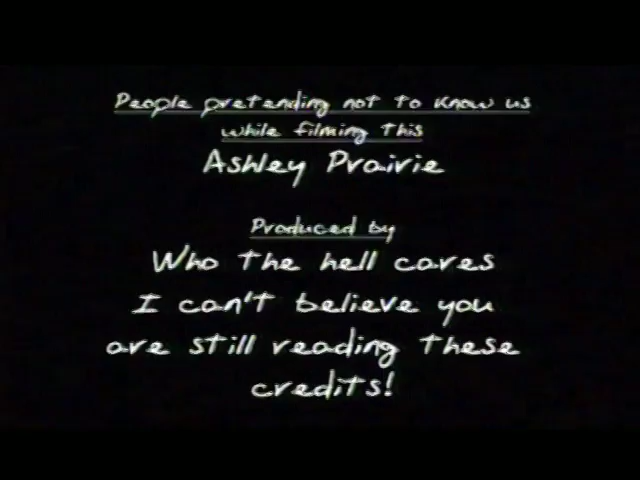 People pretending not to know us
while filming this
Ashley Prairie
Produced by
Who the hell cares
I can't believe you
are still reading these
credits!